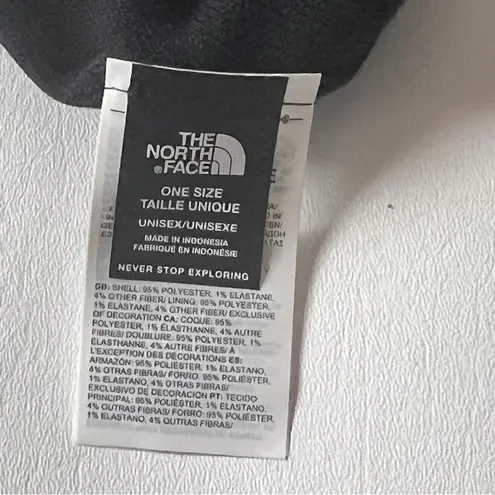 THE
NORTH
FACE
ONE SIZE
TAILLE UNIQUE
UNISEX/UNISEXE
MADE IN INDONESIA
FABRIQUÉ EN INDONÉSIE
NEVER STOP EXPLORING
GB: SHELL: 95% POLYESTER, 1% ELASTANE,
4% OTHER FIBER/ LINING: 95% POLYESTER,
1% ELASTANE, 4% OTHER FIBER/ EXCLUSIVE
OF DECORATION CA: COQUE: 95%
POLYESTER, 1% ÉLASTHANNE, 4% AUTRE
FIBRES/ DOUBLURE: 95% POLYESTER, 1%
ÉLASTHANNE, 4% AUTRE FIBRES/ À
L'EXCEPTION DES DÉCORATIONS ES:
ARMAZÓN: 95% POLIÉSTER, 1% ELASTANO,
4% OTRAS FIBRAS/ FORRO: 95% POLIÉSTER,
1% ELASTANO, 4% OTRAS FIBRAS/
EXCLUSIVO DE DECORACIÓN PT: TECIDO
PRINCIPAL: 95% POLIÉSTER, 1% ELASTANO,
4% OUTRAS FIBRAS/ FORRO: 95% POLIÉSTER,
1% ELASTANO, 4% OUTRAS FIBRAS/